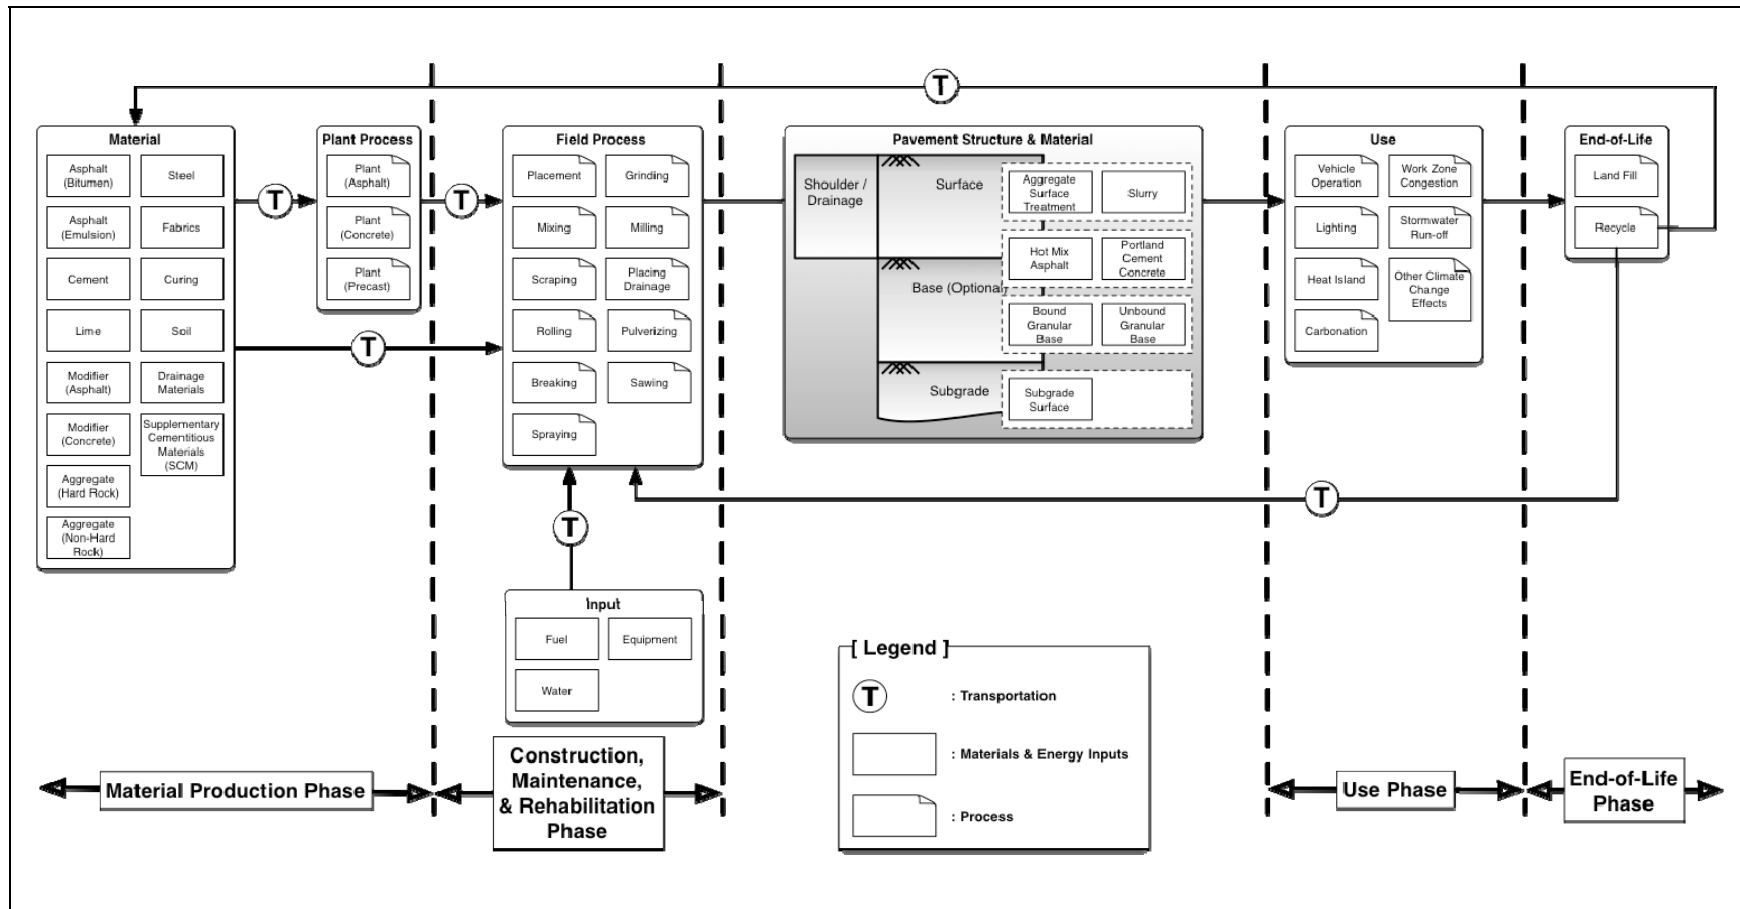 T
Material
Asphalt
(Bitumen)
Steel
Asphalt
(Emulsion)
Fabrics
Cement
Curing
Lime
Soil
Modifier
(Asphalt)
Drainage
Materials
Modifier
(Concrete)
Supplementary
Cementitious
Materials
(SCM)
Aggregate
(Hard Rock)
Aggregate
(Non-Hard
Rock)
T
T
Plant Process
Plant
(Asphalt)
Plant
(Concrete)
Plant
(Precast)
T
Field Process
Placement
Grinding
Mixing
Milling
Scraping
Placing
Drainage
Rolling
Pulverizing
Breaking
Sawing
Spraying
T
Input
Fuel
Equipment
Water
Pavement Structure & Material
Shoulder /
Drainage
Surface
Aggregate
Surface
Treatment
Slurry
Hot Mix
Asphalt
Portland
Cement
Concrete
Base (Optional)
Bound
Granular
Base
Unbound
Granular
Base
Subgrade
Subgrade
Surface
Use
Vehicle
Operation
Work Zone
Congestion
Lighting
Stormwater
Run-off
Heat Island
Other Climate
Change
Effects
Carbonation
End-of-Life
Land Fill
Recycle
T
[ Legend ]
T : Transportation
: Materials & Energy Inputs
: Process
Material Production Phase
Construction,
Maintenance,
& Rehabilitation
Phase
Use Phase
End-of-Life
Phase